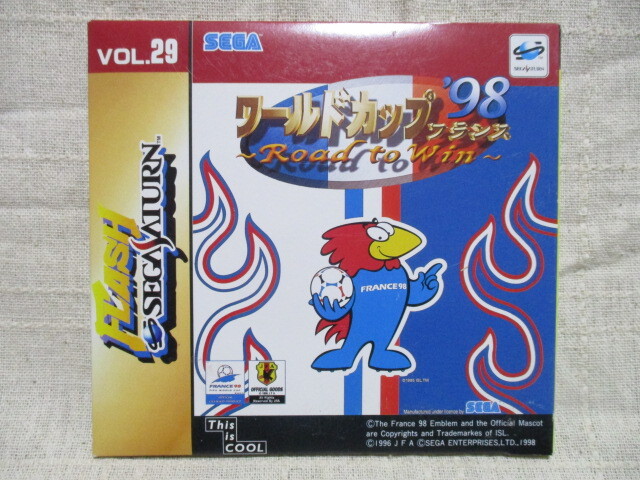 VOL.29
SEGA
SEGA SATURN
ワールドカップ'98
フランス
~Road to Win~
FLASH
SEGA SATURN™
FRANCE 98
FRANCE 98
OFFICIAL GOODS
Manufactured under license by SEGA
This
is
COOL
©The France 98 Emblem and the Official Mascot
are Copyrights and Trademarkes of ISL.
©1996 J F A ©SEGA ENTERPRISES,LTD.,1998